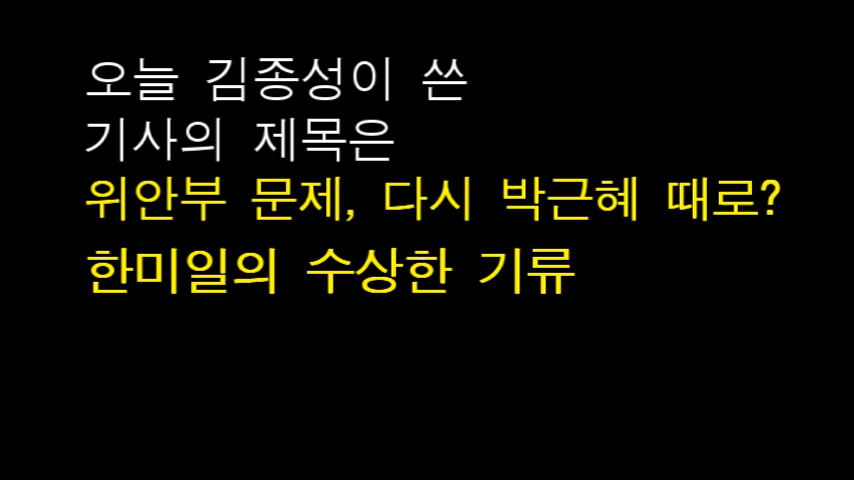 오늘 김종성이 쓴
기사의 제목은
위안부 문제, 다시 박근혜 때로?
한미일의 수상한 기류